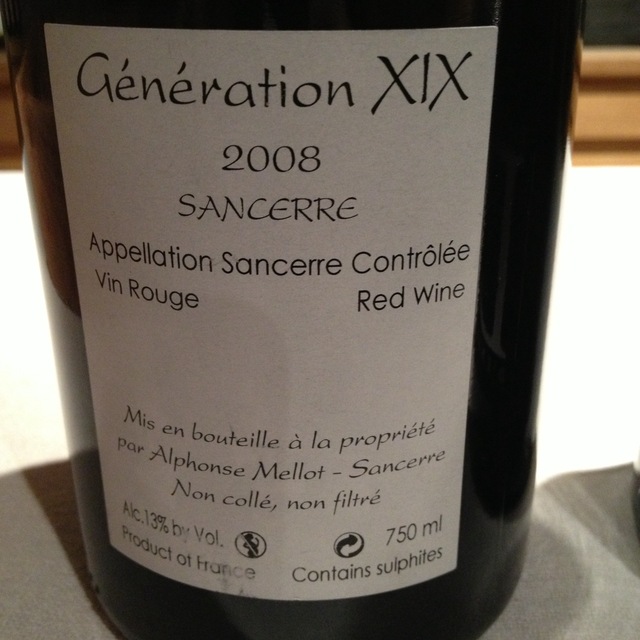 Génération XIX
2008
SANCERRE
Appellation Sancerre Contrôlée
Vin Rouge Red Wine
Mis en bouteille à la propriété
par Alphonse Mellot - Sancerre
Non collé, non filtré
Alc.13% by Vol. 750 ml
Product of France Contains sulphites